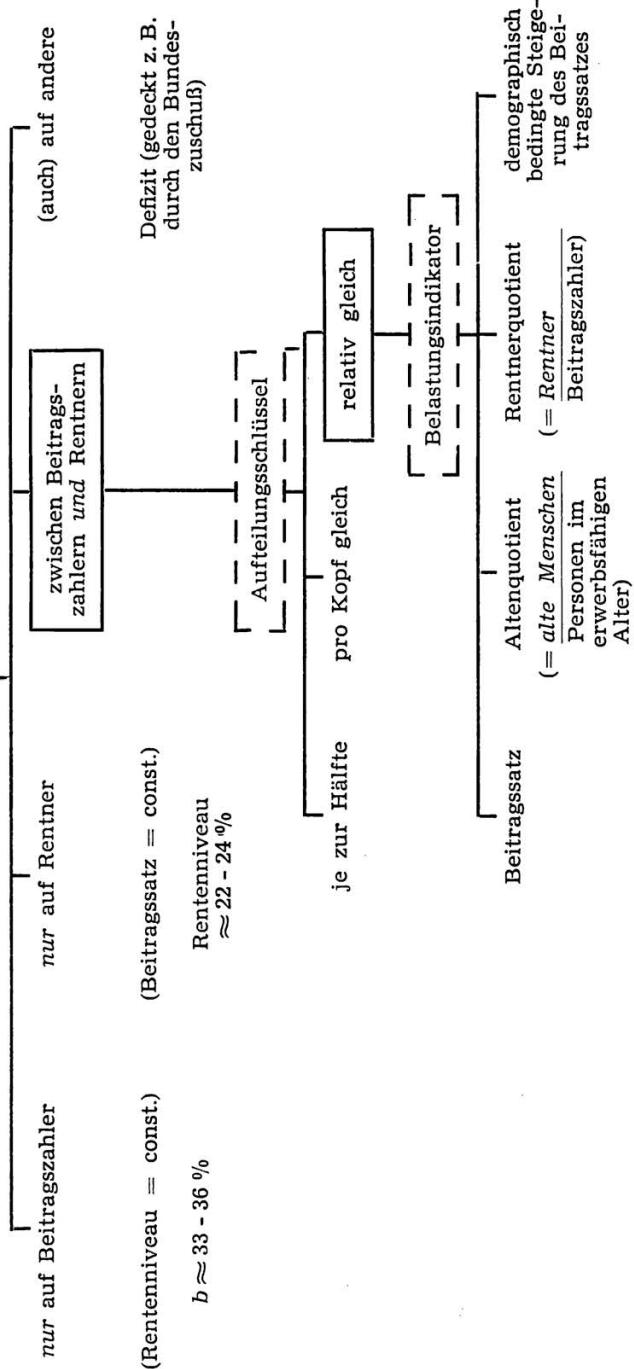 nur auf Beitragszahler
nur auf Rentner
zwischen Beitrags-
zahlern und Rentnern
(auch) auf andere
(Rentenniveau = const.)
b ≈ 33 - 36 %
(Beitragssatz = const.)
Rentenniveau
≈ 22 - 24 %
Defizit (gedeckt z. B.
durch den Bundes-
zuschuß)
Aufteilungsschlüssel
je zur Hälfte
pro Kopf gleich
relativ gleich
Belastungsindikator
Beitragssatz
Altenquotient
(= alte Menschen
Personen im
erwerbsfähigen
Alter)
Rentnerquotient
(= Rentner
Beitragszahler)
demographisch
bedingte Steige-
rung des Bei-
tragssatzes